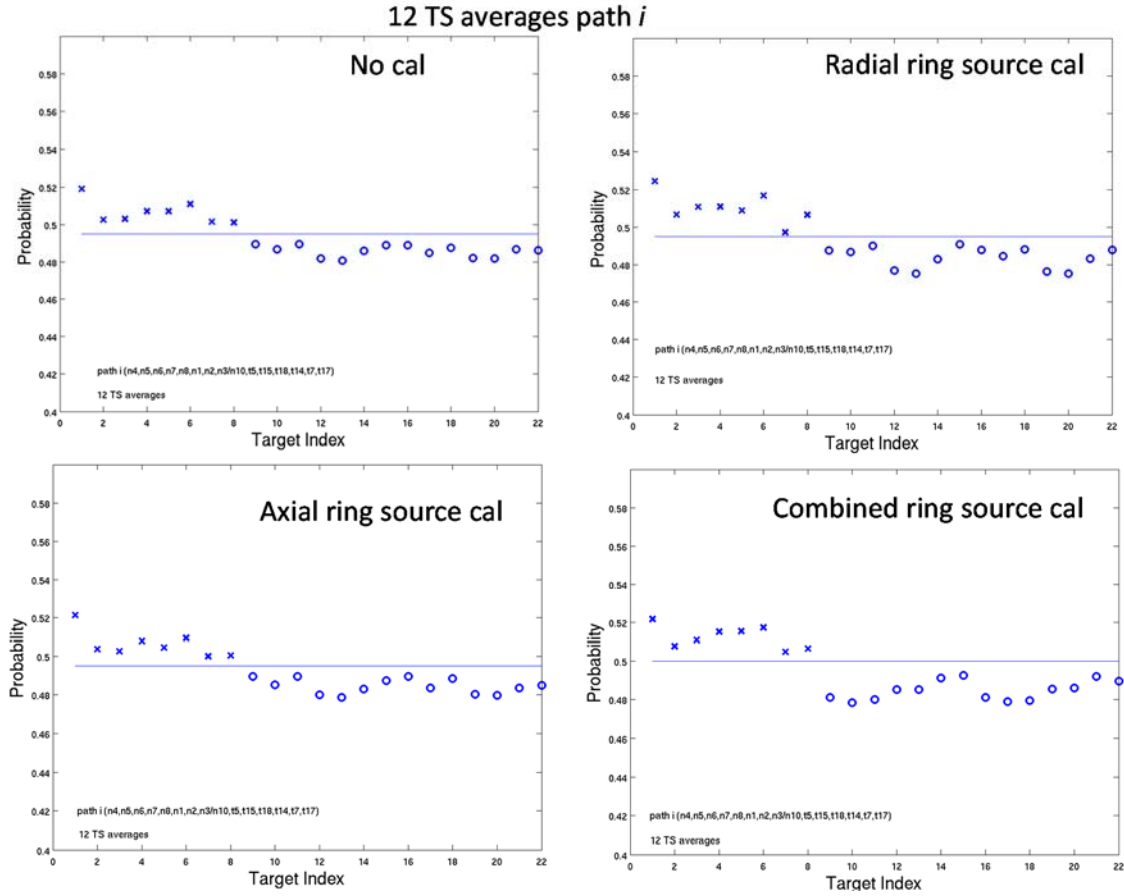 12 TS averages path i
No cal
0.58
0.56
0.54
0.52
0.5
0.48
0.46
0.44
0.42
0.4
Probability
path i (n4,n5,n6,n7,n8,n1,n2,n3/n10,t5,t15,t18,t14,t7,t17)
12 TS averages
0 2 4 6 8 10 12 14 16 18 20 22
Target Index
Radial ring source cal
0.58
0.56
0.54
0.52
0.5
0.48
0.46
0.44
0.42
0.4
Probability
path i (n4,n5,n6,n7,n8,n1,n2,n3/n10,t5,t15,t18,t14,t7,t17)
12 TS averages
0 2 4 6 8 10 12 14 16 18 20 22
Target Index
Axial ring source cal
0.58
0.56
0.54
0.52
0.5
0.48
0.46
0.44
0.42
0.4
Probability
path i (n4,n5,n6,n7,n8,n1,n2,n3/n10,t5,t15,t18,t14,t7,t17)
12 TS averages
0 2 4 6 8 10 12 14 16 18 20 22
Target Index
Combined ring source cal
0.58
0.56
0.54
0.52
0.5
0.48
0.46
0.44
0.42
0.4
Probability
path i (n4,n5,n6,n7,n8,n1,n2,n3/n10,t5,t15,t18,t14,t7,t17)
12 TS averages
0 2 4 6 8 10 12 14 16 18 20 22
Target Index